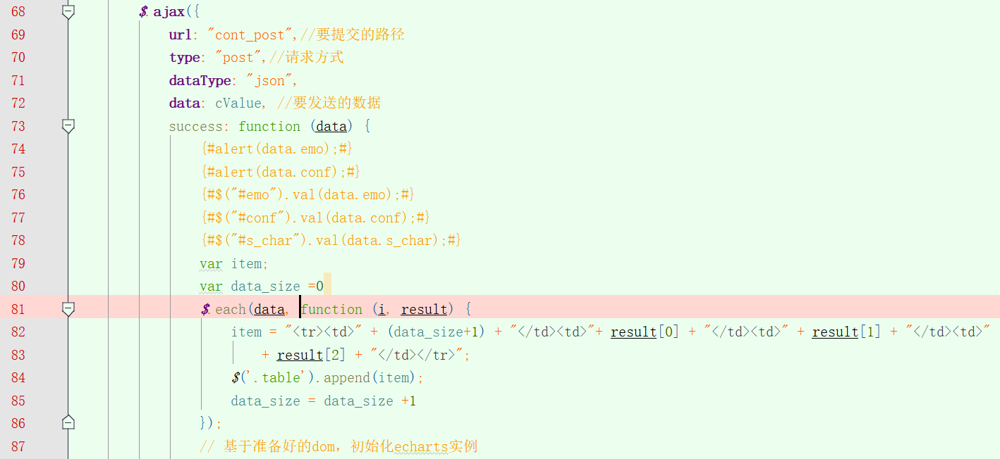 68 $.ajax({
69 url: "cont_post",//要提交的路径
70 type: "post",//请求方式
71 dataType: "json",
72 data: cValue, //要发送的数据
73 success: function (data) {
74 {#alert(data.emo);#}
75 {#alert(data.conf);#}
76 {#$("#emo").val(data.emo);#}
77 {#$("#conf").val(data.conf);#}
78 {#$("#s_char").val(data.s_char);#}
79 var item;
80 var data_size =0
81 $.each(data, function (i, result) {
82 item = "<tr><td>" + (data_size+1) + "</td><td>"+ result[0] + "</td><td>" + result[1] + "</td><td>"
83 + result[2] + "</td></tr>";
84 $('.table').append(item);
85 data_size = data_size +1
86 });
87 // 基于准备好的dom，初始化echarts实例